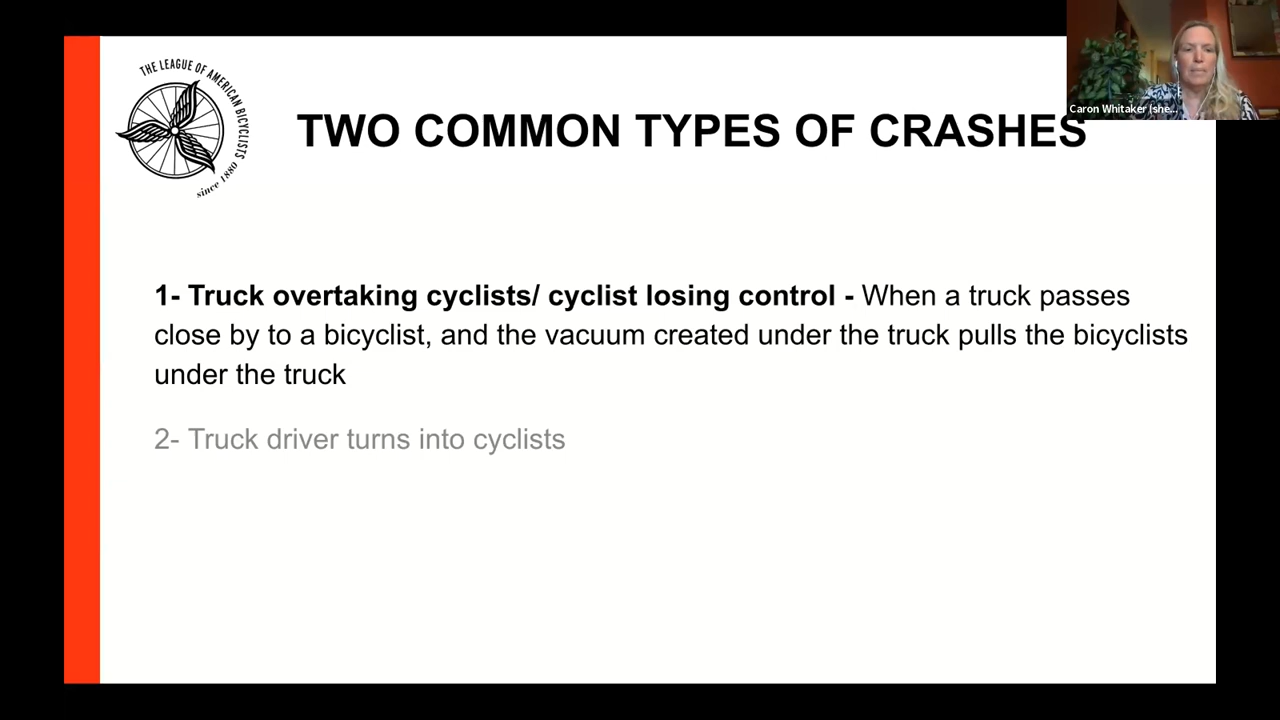 THE LEAGUE OF AMERICAN BICYCLISTS
since 1880
TWO COMMON TYPES OF CRASHES
Caron Whitaker (she...
1- Truck overtaking cyclists/ cyclist losing control - When a truck passes
close by to a bicyclist, and the vacuum created under the truck pulls the bicyclists
under the truck
2- Truck driver turns into cyclists